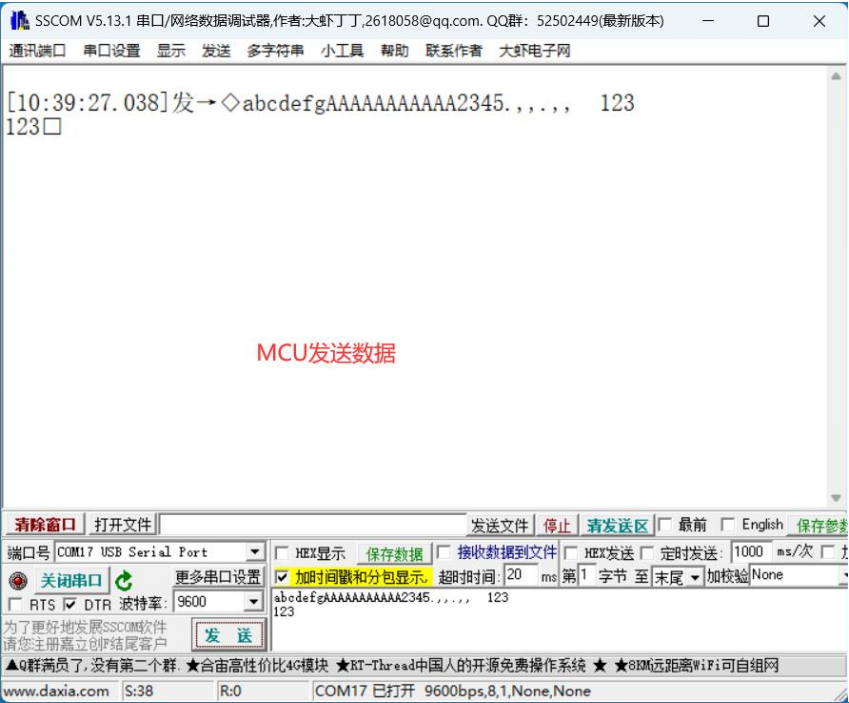 SSCOM V5.13.1 串口/网络数据调试器,作者:大虾丁丁,2618058@qq.com. QQ群: 52502449(最新版本)
通讯端口 串口设置 显示 发送 多字符串 小工具 帮助 联系作者 大虾电子网
[10:39:27.038]发→◇abcdefgAAAAAAAAAAA2345.,,.,,  123
123□
MCU发送数据
清除窗口 打开文件 发送文件 停止 清发送区 最前 English 保存参数
端口号 COM17 USB Serial Port HEX显示 保存数据 接收数据到文件 HEX发送 定时发送: 1000 ms/次
关闭串口 更多串口设置 加时间戳和分包显示, 超时时间: 20 ms 第 1 字节 至 末尾 加校验 None
RTS DTR 波特率: 9600 abcdefgAAAAAAAAAAA2345.,,.,,  123
123
为了更好地发展SSCOM软件
请您注册嘉立创F结尾客户
发 送
▲Q群满员了,没有第二个群. ★合宙高性价比4G模块 ★RT-Thread中国人的开源免费操作系统 ★ ★8KM远距离WiFi可自组网
www.daxia.com S:38 R:0 COM17 已打开 9600bps,8,1,None,None